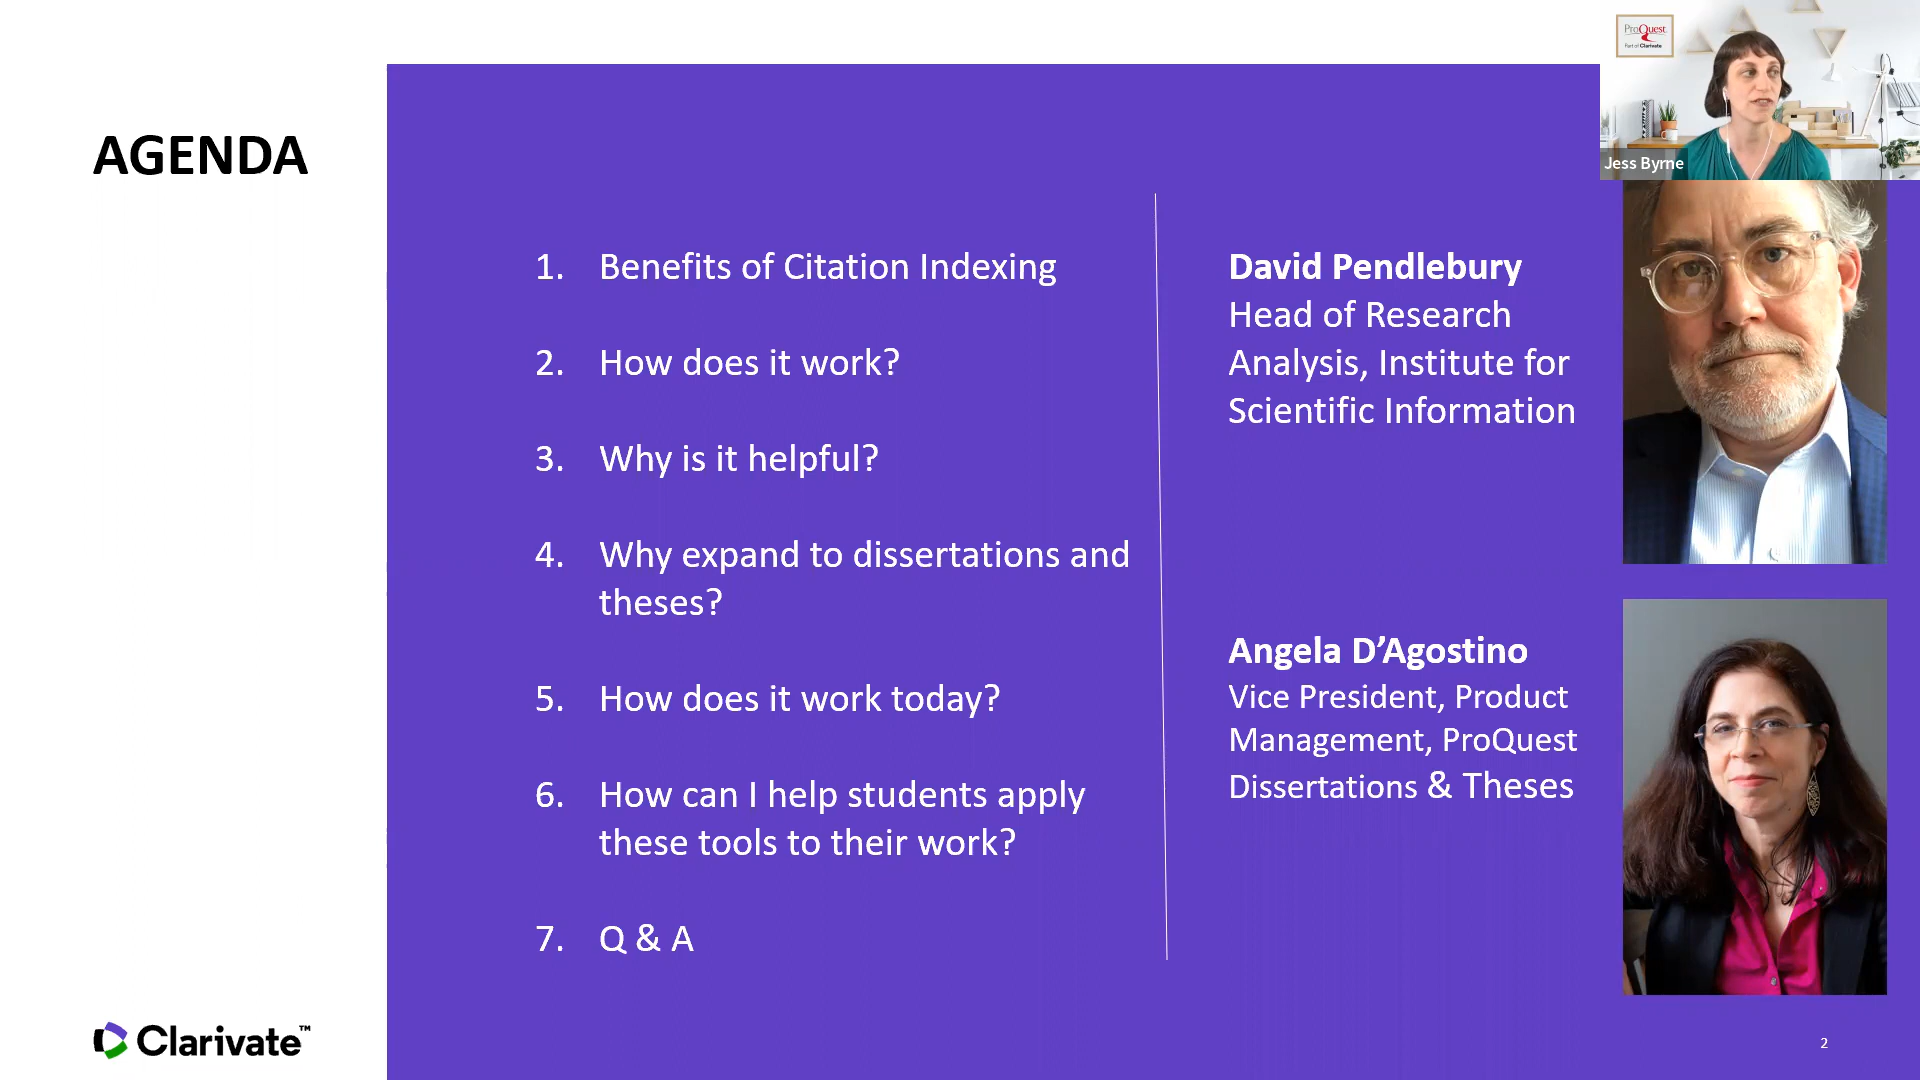 ProQuest
Part of Clarivate
Jess Byrne
AGENDA
1. Benefits of Citation Indexing
2. How does it work?
3. Why is it helpful?
4. Why expand to dissertations and
theses?
5. How does it work today?
6. How can I help students apply
these tools to their work?
7. Q & A
David Pendlebury
Head of Research
Analysis, Institute for
Scientific Information
Angela D’Agostino
Vice President, Product
Management, ProQuest
Dissertations & Theses
Clarivate™
2